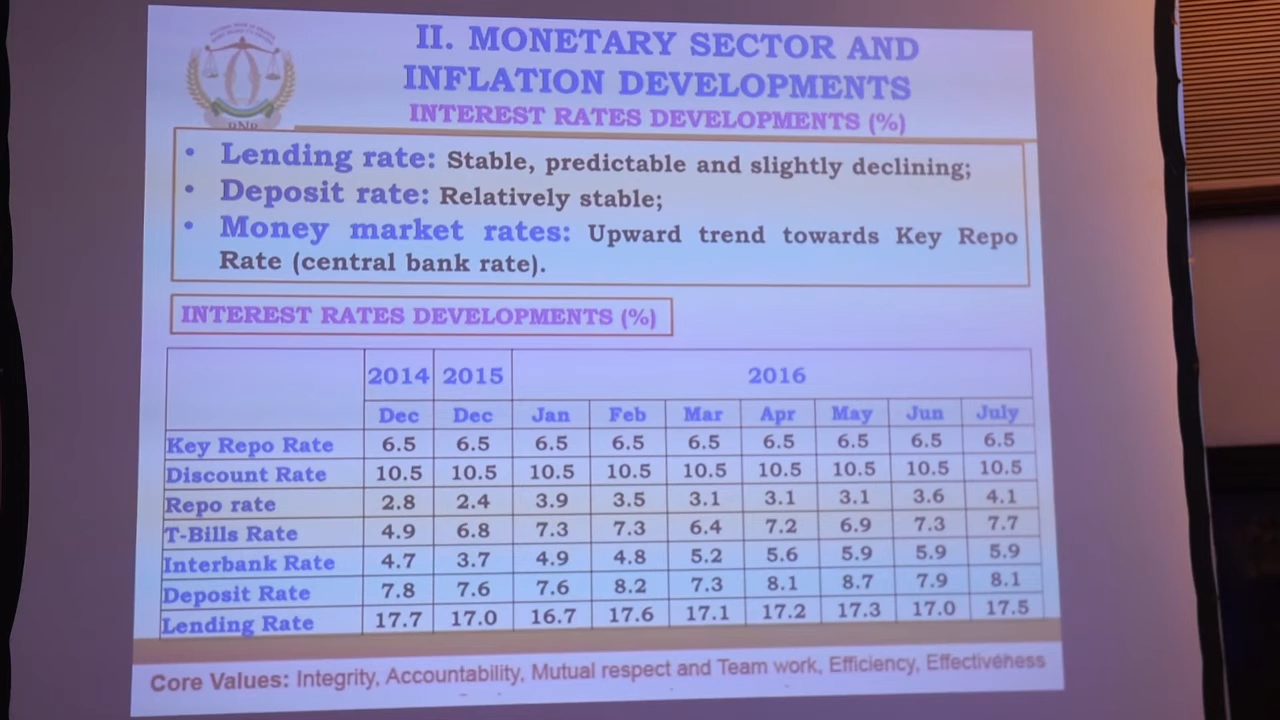 II. MONETARY SECTOR AND
INFLATION DEVELOPMENTS
INTEREST RATES DEVELOPMENTS (%)
• Lending rate: Stable, predictable and slightly declining;
• Deposit rate: Relatively stable;
• Money market rates: Upward trend towards Key Repo
Rate (central bank rate).
INTEREST RATES DEVELOPMENTS (%)
2014 2015 2016
Dec Dec Jan Feb Mar Apr May Jun July
Key Repo Rate 6.5 6.5 6.5 6.5 6.5 6.5 6.5 6.5 6.5
Discount Rate 10.5 10.5 10.5 10.5 10.5 10.5 10.5 10.5 10.5
Repo rate 2.8 2.4 3.9 3.5 3.1 3.1 3.1 3.6 4.1
T-Bills Rate 4.9 6.8 7.3 7.3 6.4 7.2 6.9 7.3 7.7
Interbank Rate 4.7 3.7 4.9 4.8 5.2 5.6 5.9 5.9 5.9
Deposit Rate 7.8 7.6 7.6 8.2 7.3 8.1 8.7 7.9 8.1
Lending Rate 17.7 17.0 16.7 17.6 17.1 17.2 17.3 17.0 17.5
Core Values: Integrity, Accountability, Mutual respect and Team work, Efficiency, Effectiveness